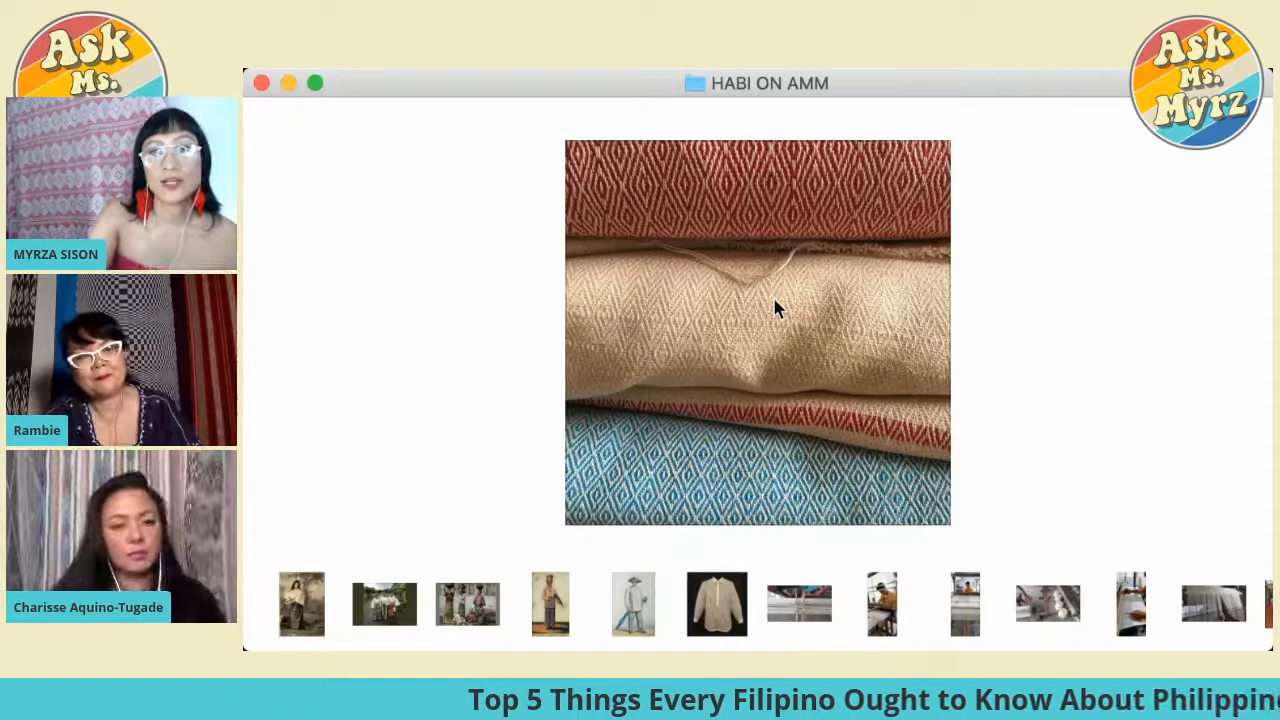 Ask
Ms.
MYRZA SISON
Rambie
Charisse Aquino-Tugade
HABI ON AMM
Ask
Ms.
Myrz
Top 5 Things Every Filipino Ought to Know About Philippin